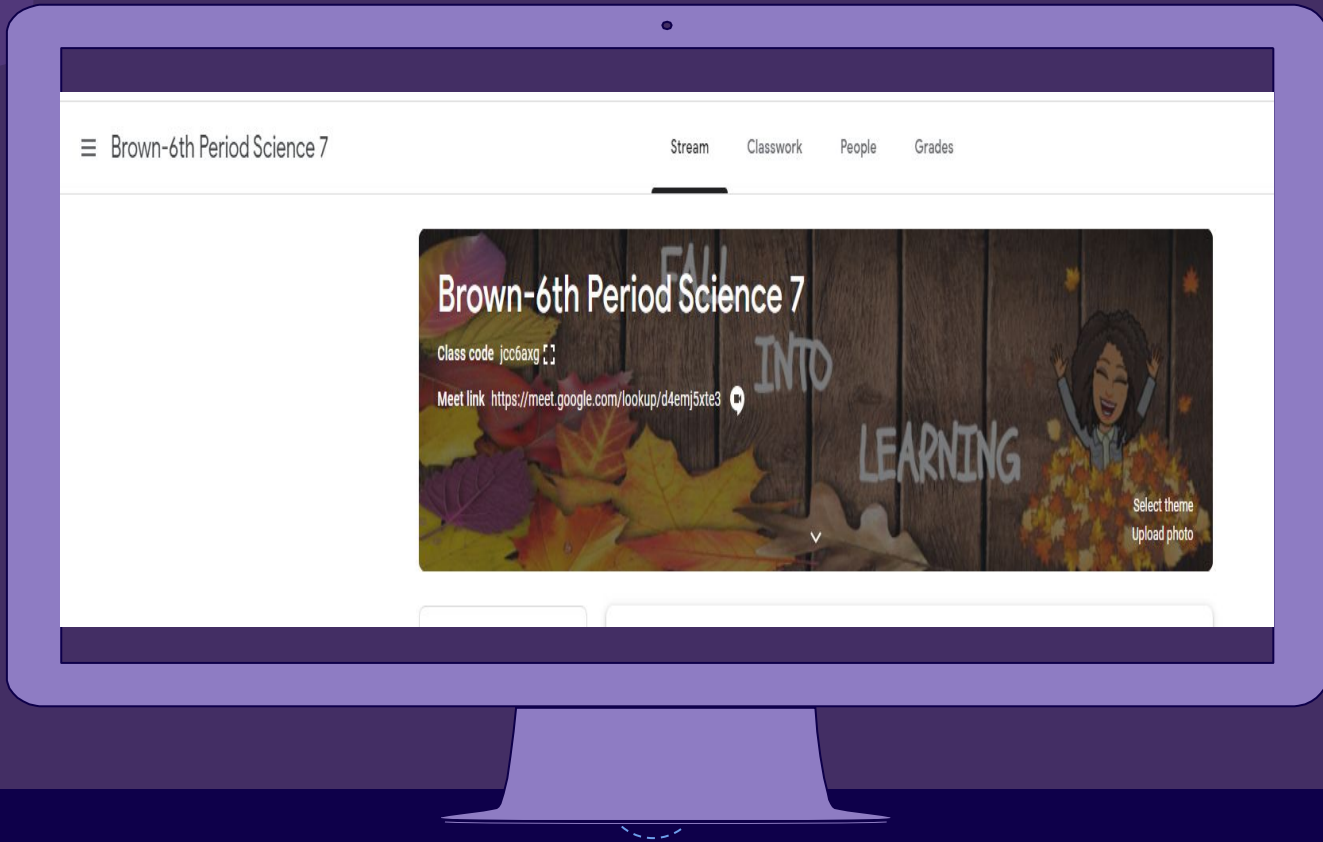 Brown-6th Period Science 7
Stream Classwork People Grades
FALL
Brown-6th Period Science 7
INTO
Class code jcc6axg
Meet link https://meet.google.com/lookup/d4emj5xte3
LEARNING
Select theme
Upload photo